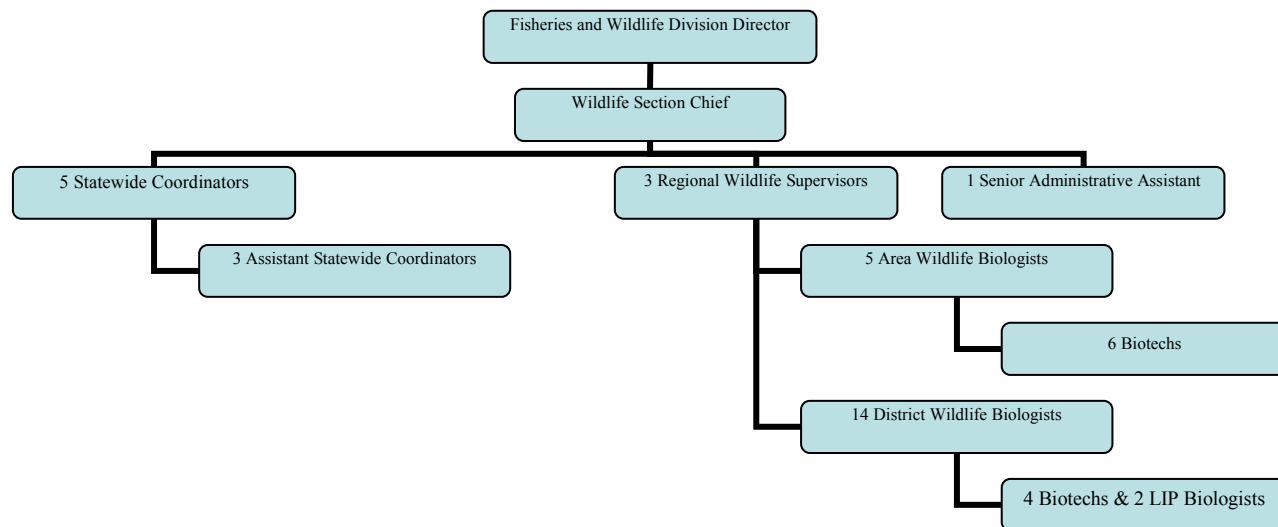 Fisheries and Wildlife Division Director
Wildlife Section Chief
5 Statewide Coordinators
3 Regional Wildlife Supervisors
1 Senior Administrative Assistant
3 Assistant Statewide Coordinators
5 Area Wildlife Biologists
6 Biotechs
14 District Wildlife Biologists
4 Biotechs & 2 LIP Biologists